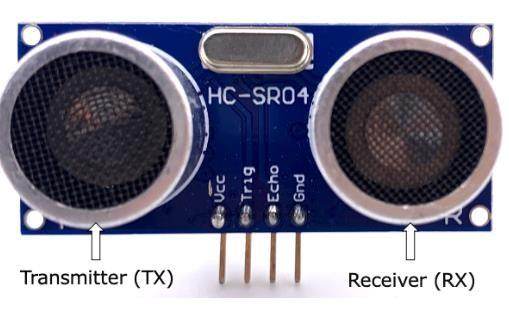 HC-SR04
Vcc
Trig
Echo
Gnd
R
Transmitter (TX)
Receiver (RX)